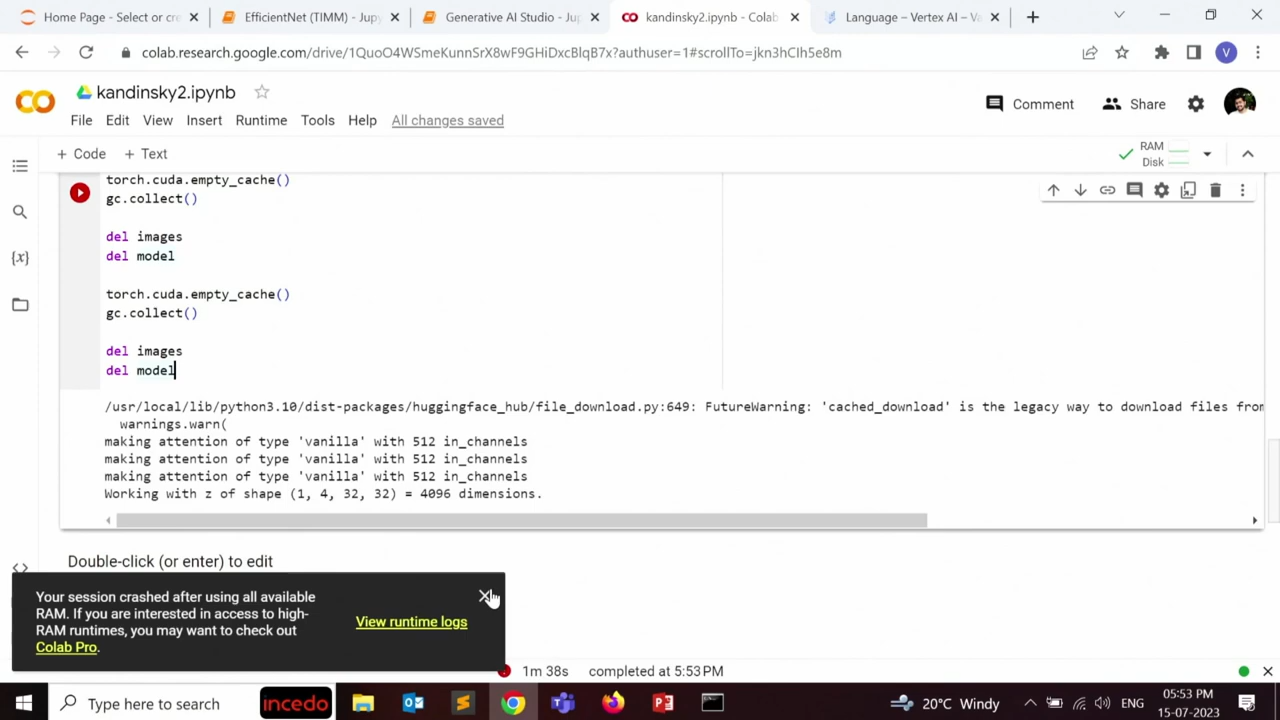 Home Page - Select or cre
EfficientNet (TIMM) - Jup
Generative AI Studio - Jup
kandinsky2.ipynb - Colab
Language – Vertex AI – Va
colab.research.google.com/drive/1QuoO4WSmeKunnSrX8wF9GHiDxcBlqB7x?authuser=1#scrollTo=jkn3hCIh5e8m
V
kandinsky2.ipynb
Comment
Share
File Edit View Insert Runtime Tools Help All changes saved
+ Code + Text
RAM
Disk
torch.cuda.empty_cache()
gc.collect()
del images
del model
torch.cuda.empty_cache()
gc.collect()
del images
del model
/usr/local/lib/python3.10/dist-packages/huggingface_hub/file_download.py:649: FutureWarning: 'cached_download' is the legacy way to download files from
warnings.warn(
making attention of type 'vanilla' with 512 in_channels
making attention of type 'vanilla' with 512 in_channels
making attention of type 'vanilla' with 512 in_channels
Working with z of shape (1, 4, 32, 32) = 4096 dimensions.
Double-click (or enter) to edit
Your session crashed after using all available
RAM. If you are interested in access to high-
RAM runtimes, you may want to check out
Colab Pro.
View runtime logs
1m 38s completed at 5:53 PM
Type here to search
incedo
20°C Windy
ENG
05:53 PM
15-07-2023